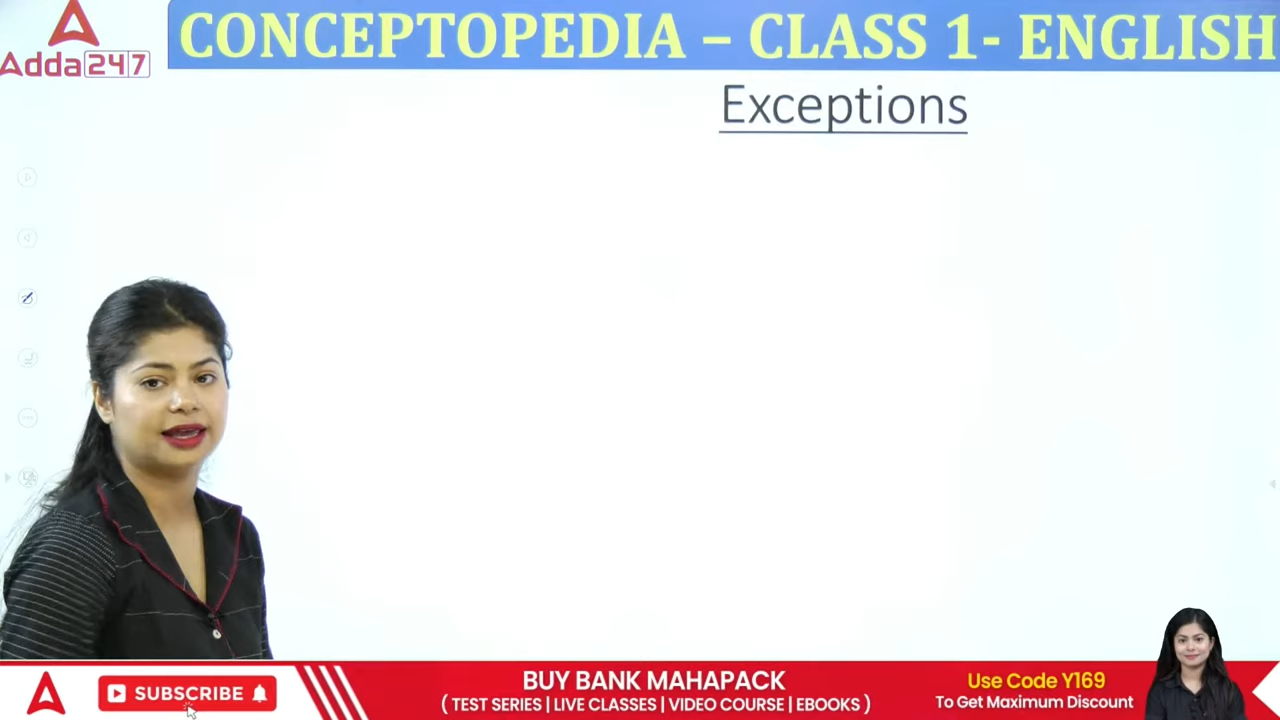 CONCEPTOPEDIA – CLASS 1- ENGLISH
Adda247
Exceptions
SUBSCRIBE
BUY BANK MAHAPACK
( TEST SERIES | LIVE CLASSES | VIDEO COURSE | EBOOKS )
Use Code Y169
To Get Maximum Discount